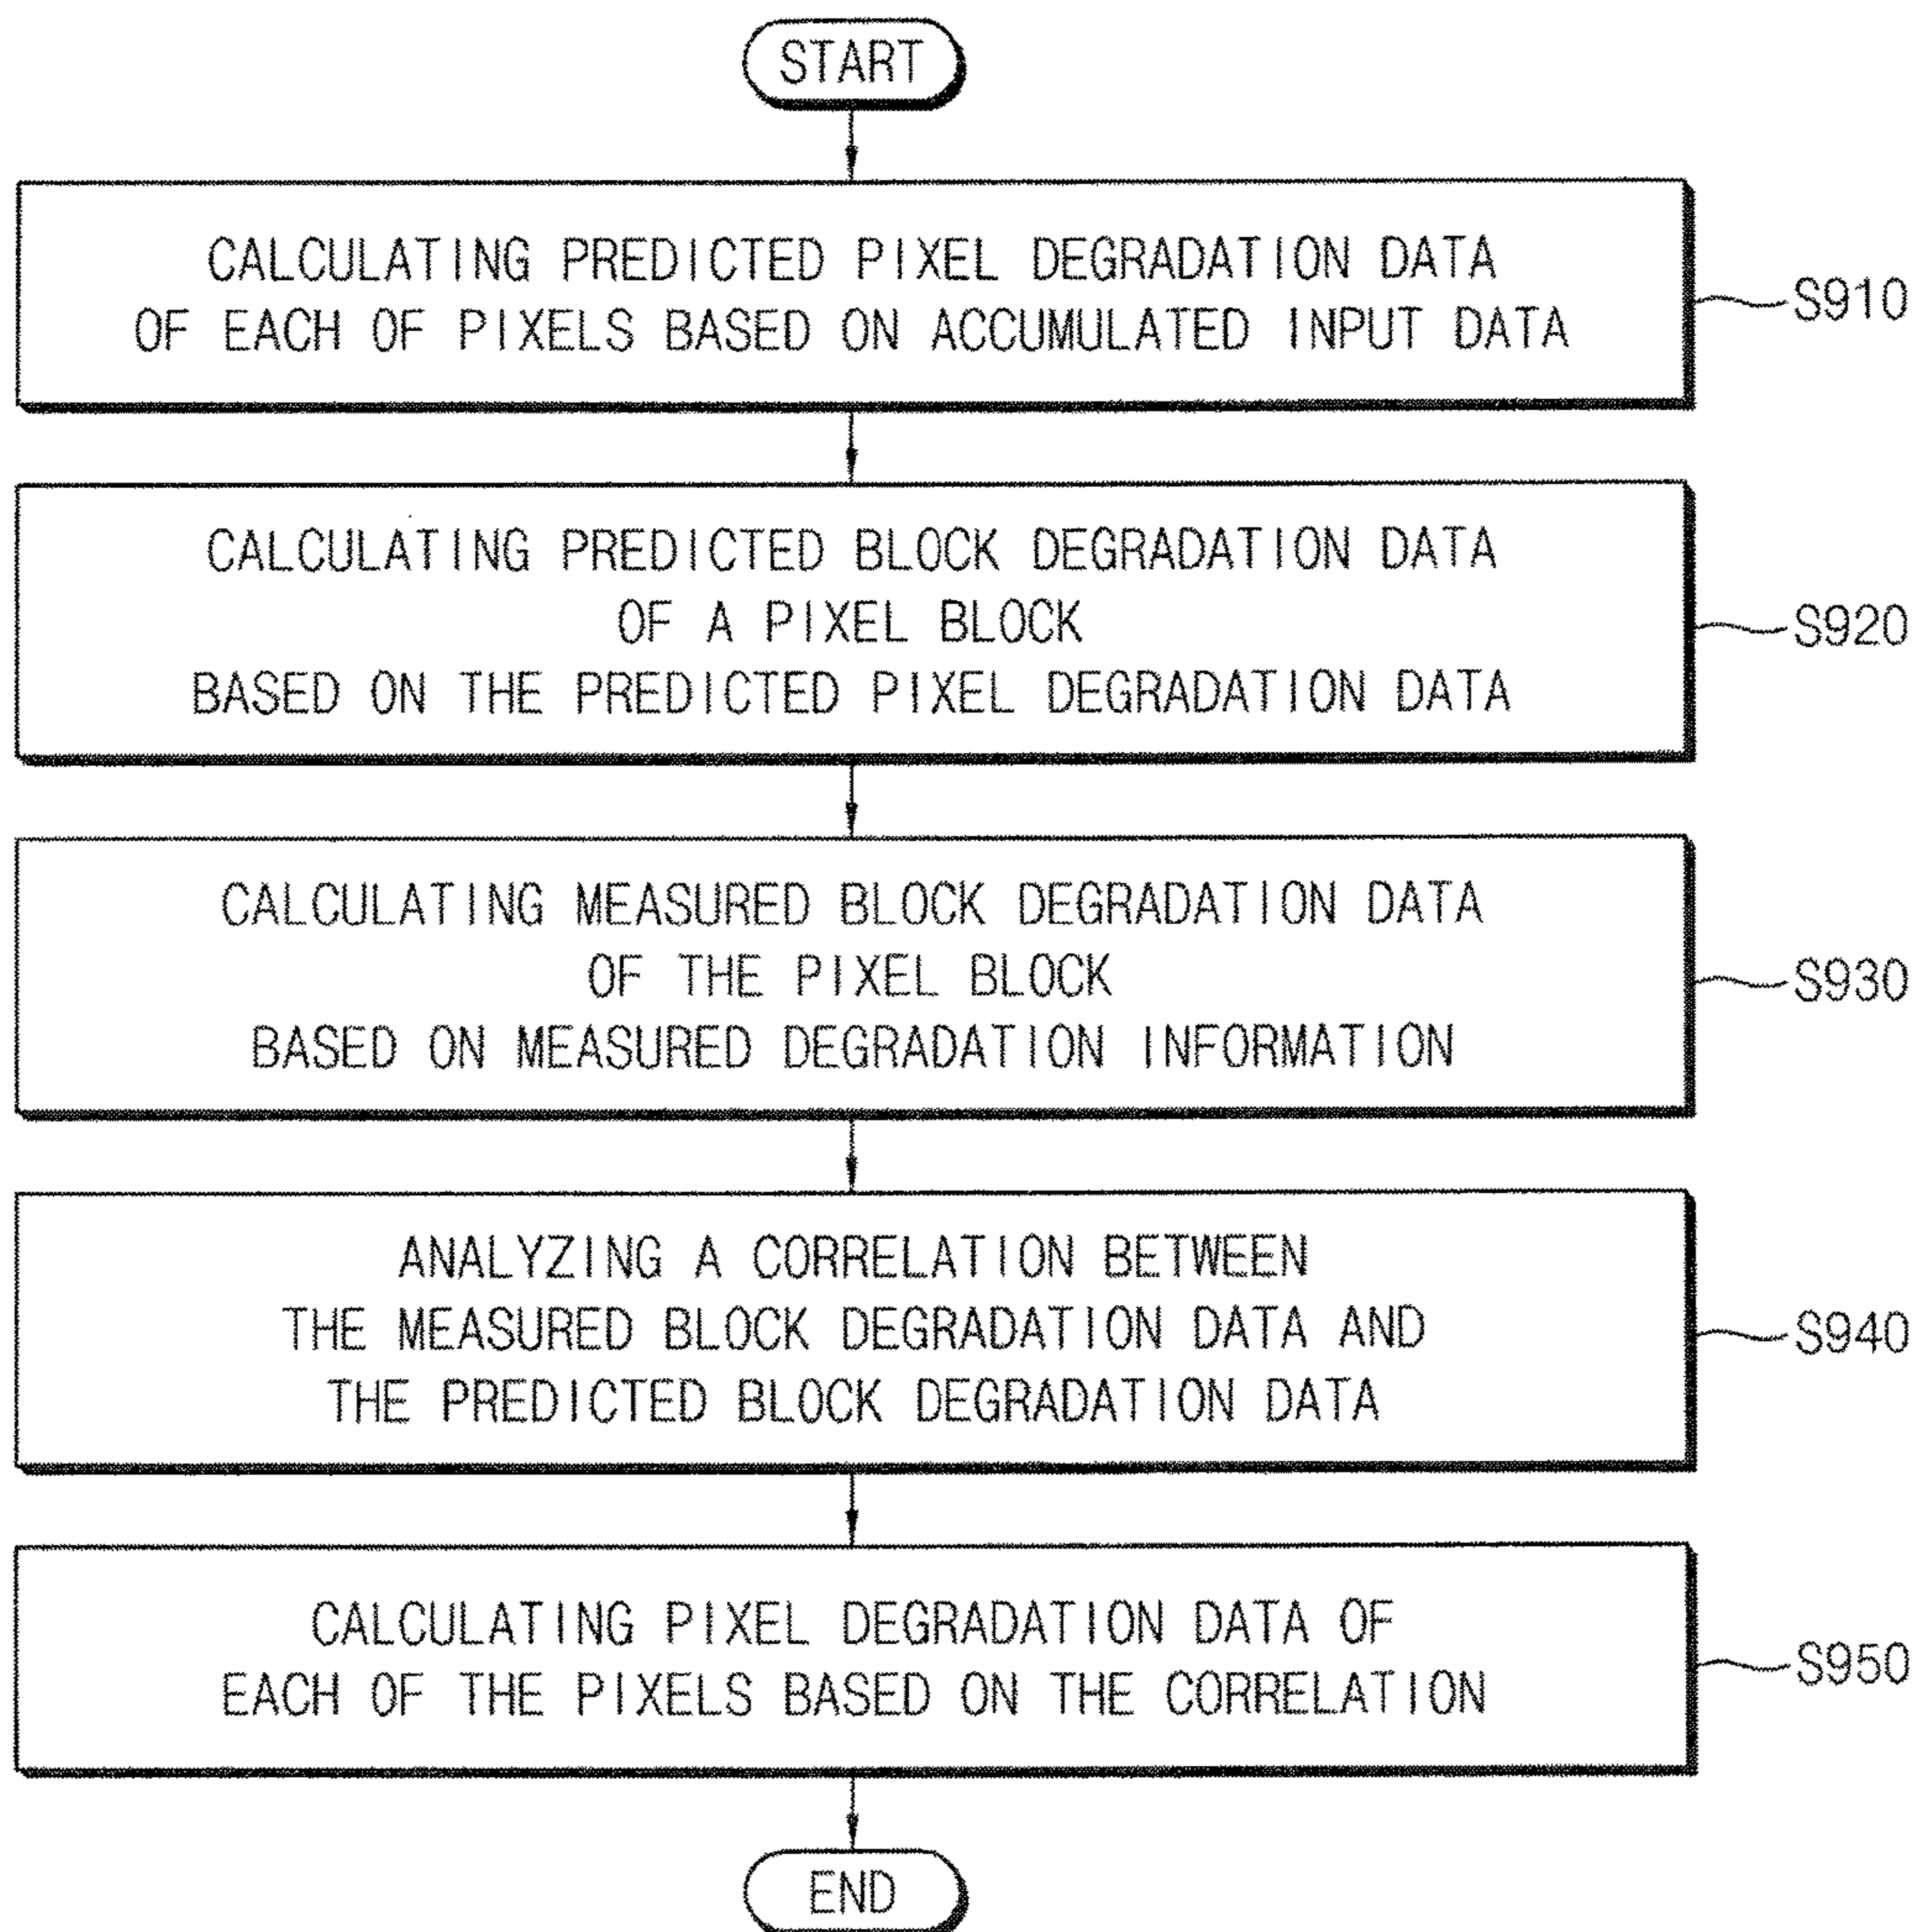 START
CALCULATING PREDICTED PIXEL DEGRADATION DATA
OF EACH OF PIXELS BASED ON ACCUMULATED INPUT DATA
S910
CALCULATING PREDICTED BLOCK DEGRADATION DATA
OF A PIXEL BLOCK
BASED ON THE PREDICTED PIXEL DEGRADATION DATA
S920
CALCULATING MEASURED BLOCK DEGRADATION DATA
OF THE PIXEL BLOCK
BASED ON MEASURED DEGRADATION INFORMATION
S930
ANALYZING A CORRELATION BETWEEN
THE MEASURED BLOCK DEGRADATION DATA AND
THE PREDICTED BLOCK DEGRADATION DATA
S940
CALCULATING PIXEL DEGRADATION DATA OF
EACH OF THE PIXELS BASED ON THE CORRELATION
S950
END